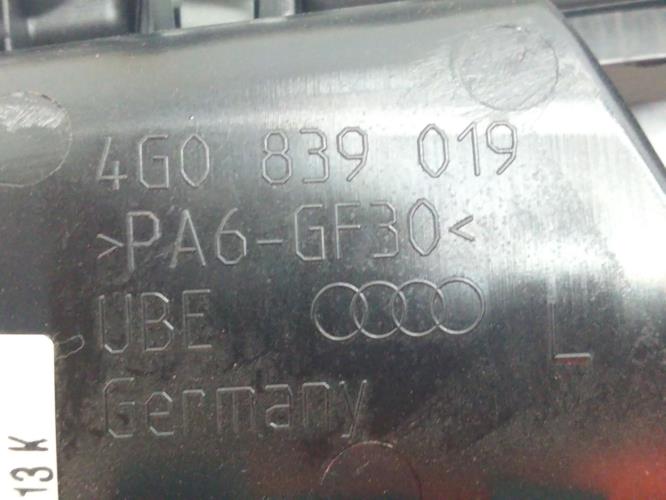 4G0 839 019
>PA6-GF30<
UBE
L
Germany
13 K